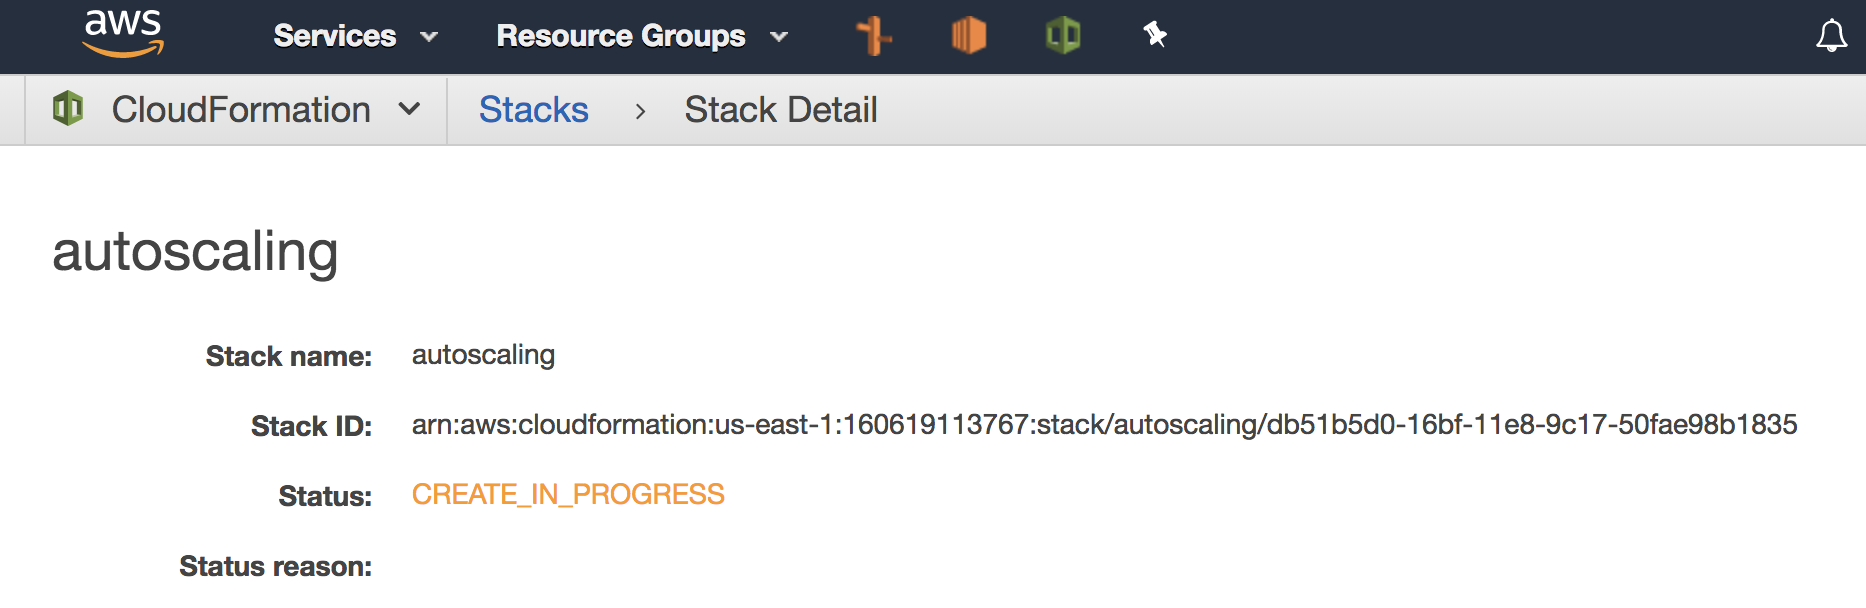 aws Services Resource Groups
CloudFormation Stacks > Stack Detail
autoscaling
Stack name: autoscaling
Stack ID: arn:aws:cloudformation:us-east-1:160619113767:stack/autoscaling/db51b5d0-16bf-11e8-9c17-50fae98b1835
Status: CREATE_IN_PROGRESS
Status reason: